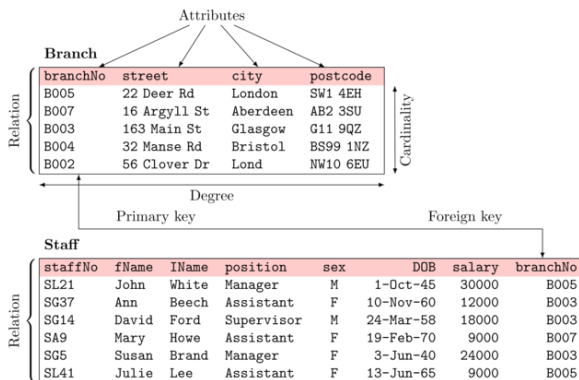 Attributes
Branch
branchNo street city postcode
B005 22 Deer Rd London SW1 4EH
B007 16 Argyll St Aberdeen AB2 3SU
B003 163 Main St Glasgow G11 9QZ
B004 32 Manse Rd Bristol BS99 1NZ
B002 56 Clover Dr Lond NW10 6EU
Relation
Cardinality
Degree
Primary key Foreign key
Staff
staffNo fName IName position sex DOB salary branchNo
SL21 John White Manager M 1-Oct-45 30000 B005
SG37 Ann Beech Assistant F 10-Nov-60 12000 B003
SG14 David Ford Supervisor M 24-Mar-58 18000 B003
SA9 Mary Howe Assistant F 19-Feb-70 9000 B007
SG5 Susan Brand Manager F 3-Jun-40 24000 B003
SL41 Julie Lee Assistant F 13-Jun-65 9000 B005
Relation